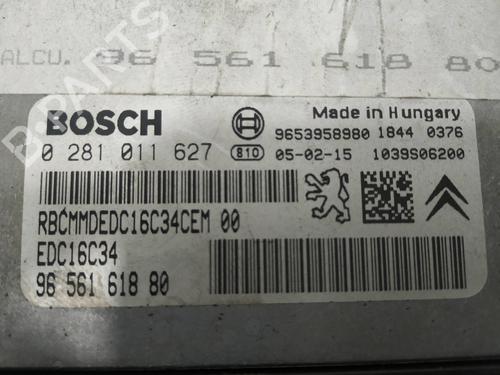 ALCU. 96 561 618 80
B-PARTS
BOSCH
Made in Hungary
9653958980 1844 0376
0 281 011 627 810 05-02-15 1039S06200
RBCMMDEDC16C34CEM 00
EDC16C34
96 561 618 80